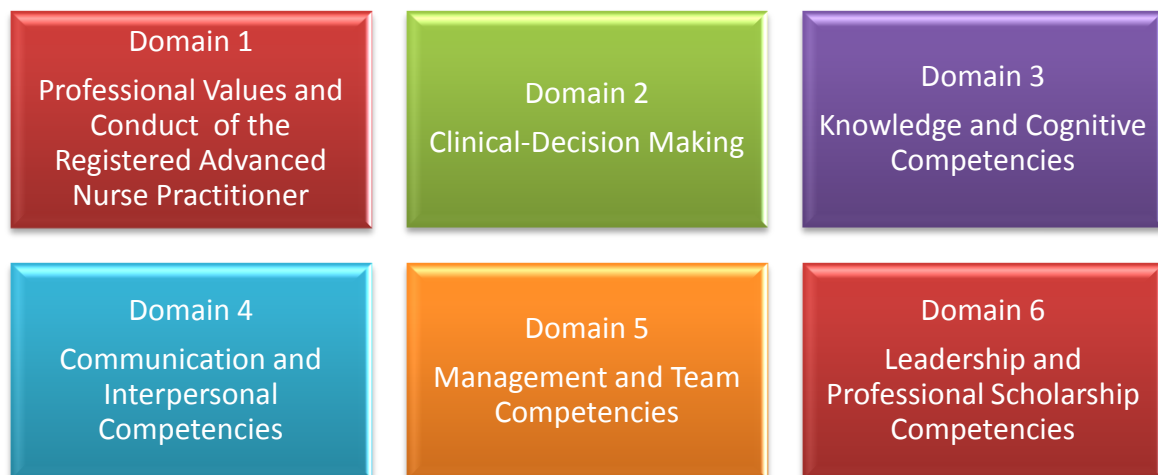 Domain 1
Professional Values and
Conduct of the
Registered Advanced
Nurse Practitioner
Domain 2
Clinical-Decision Making
Domain 3
Knowledge and Cognitive
Competencies
Domain 4
Communication and
Interpersonal
Competencies
Domain 5
Management and Team
Competencies
Domain 6
Leadership and
Professional Scholarship
Competencies